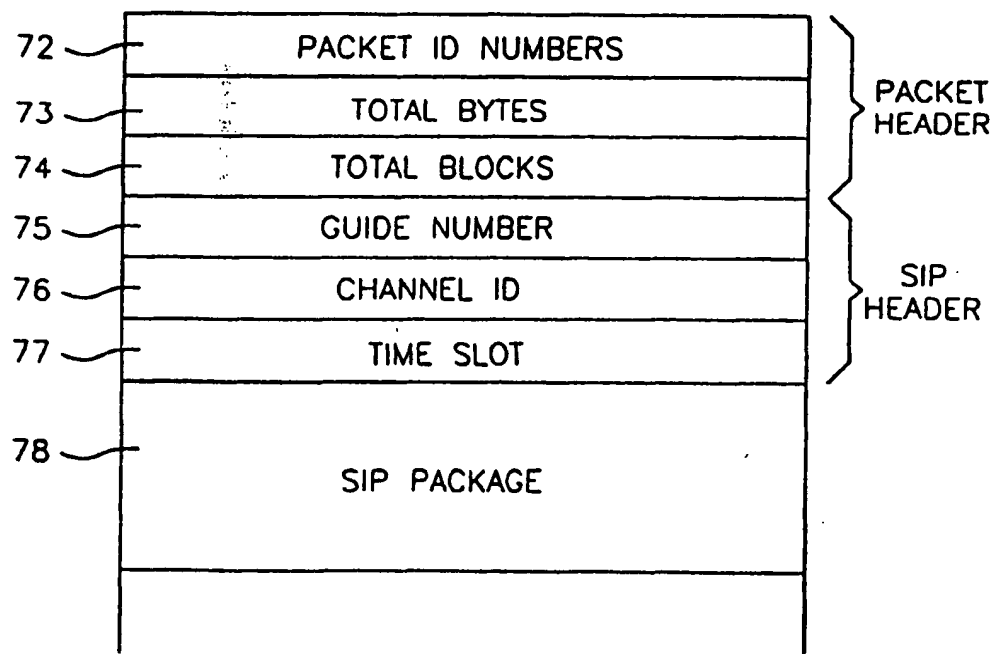 72 PACKET ID NUMBERS
73 TOTAL BYTES
74 TOTAL BLOCKS
PACKET
HEADER
75 GUIDE NUMBER
76 CHANNEL ID
77 TIME SLOT
SIP
HEADER
78 SIP PACKAGE